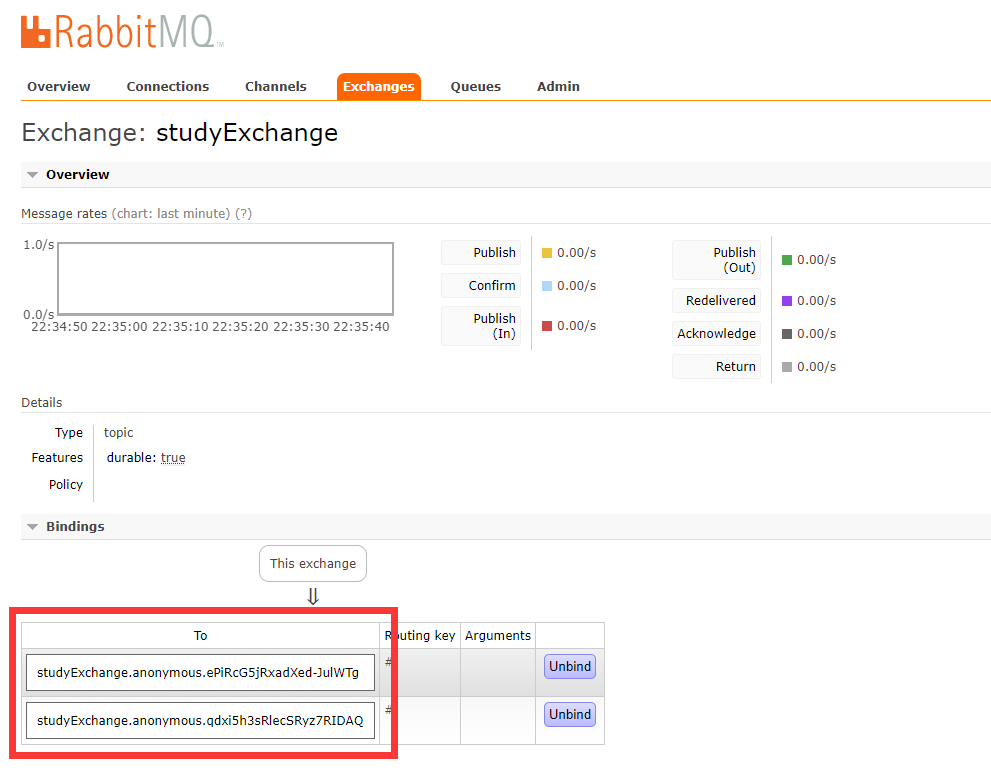 RabbitMQ™
Overview Connections Channels Exchanges Queues Admin
Exchange: studyExchange
Overview
Message rates (chart: last minute) (?)
1.0/s
0.0/s
22:34:50 22:35:00 22:35:10 22:35:20 22:35:30 22:35:40
Publish 0.00/s
Confirm 0.00/s
Publish
(In) 0.00/s
Publish
(Out) 0.00/s
Redelivered 0.00/s
Acknowledge 0.00/s
Return 0.00/s
Details
Type topic
Features durable: true
Policy
Bindings
This exchange
⇓
To Routing key Arguments
studyExchange.anonymous.ePiRcG5jRxadXed-JulWTg # Unbind
studyExchange.anonymous.qdxi5h3sRlecSRyz7RIDAQ # Unbind